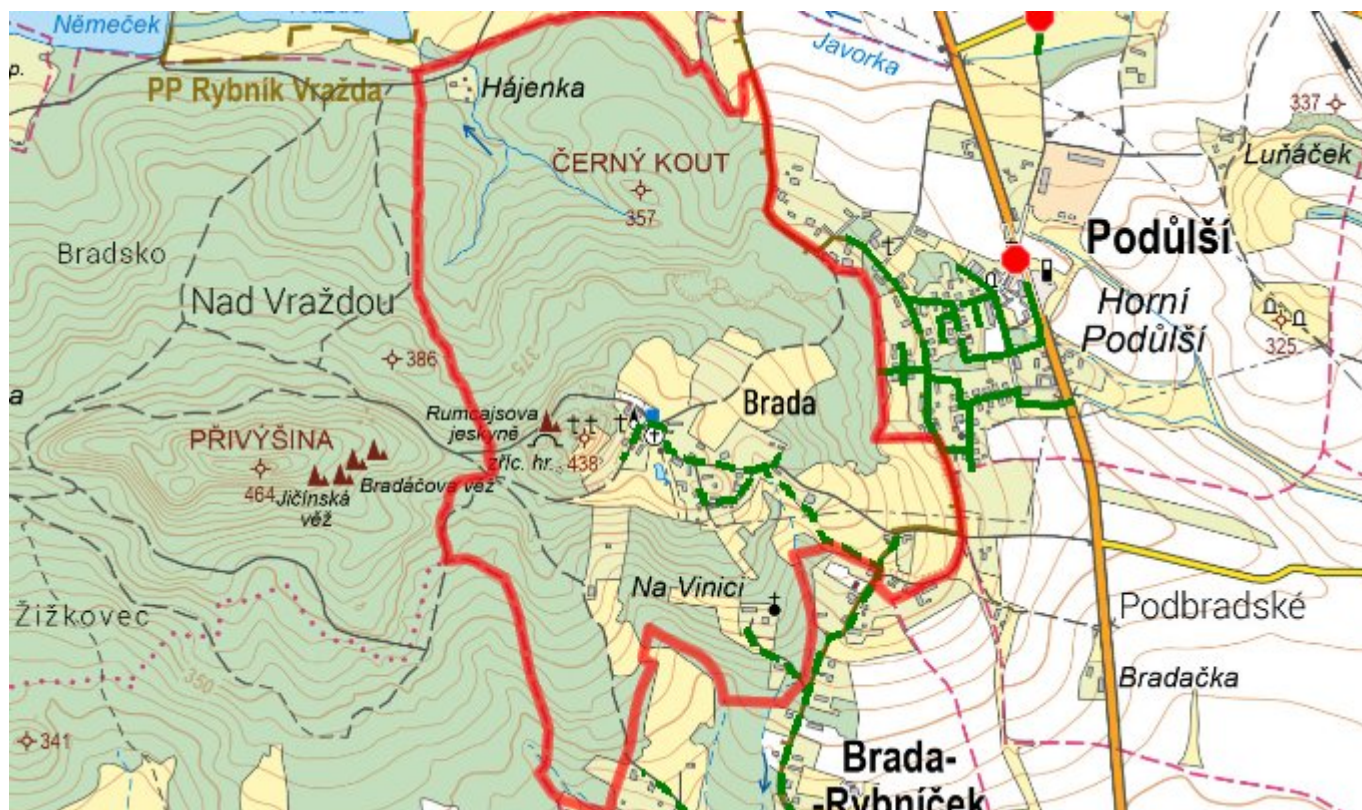 Němeček
Javorka
p.
PP Rybník Vražda
Hájenka
337
Luňáček
ČERNÝ KOUT
357
Podůlší
Bradsko
Nad Vraždou
Horní
Podůlší
325
386
375
Brada
a
Rumcajsova
jeskyně
PŘIVÝŠINA
zříc. hr.
438
464
Jičínská
věž
Bradáčova věž
Na Vinici
Žižkovec
Podbradské
350
Bradačka
341
Brada-
-Rybníček